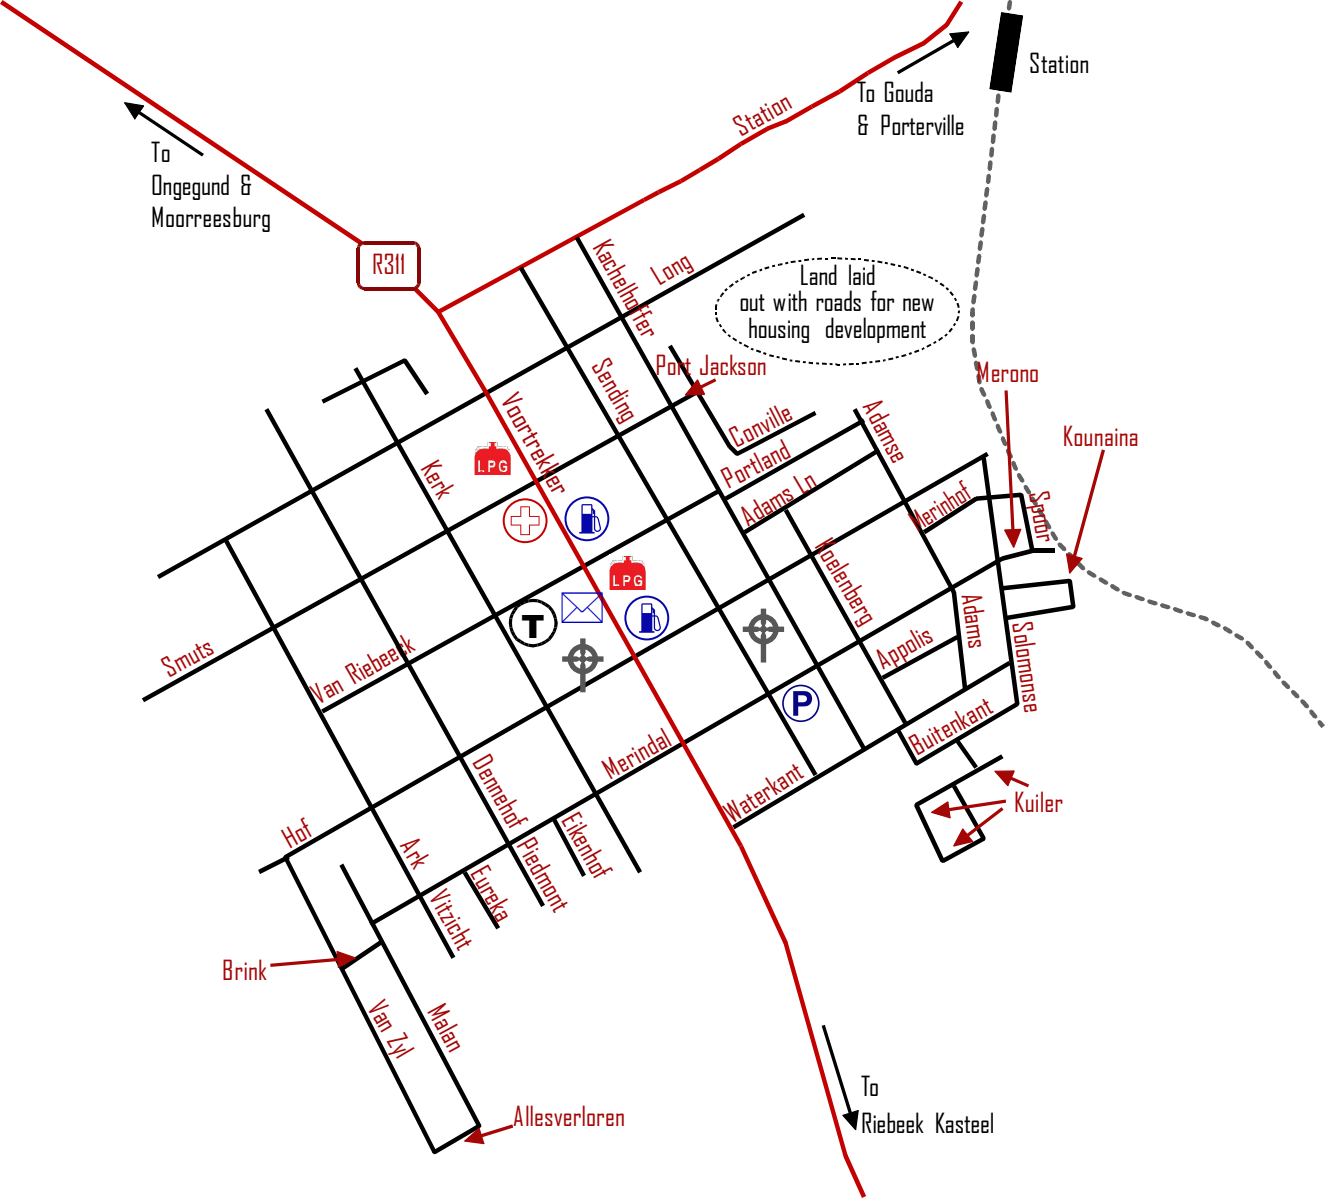 Station
To Gouda
& Porterville
Station
To
Ongegund &
Moorreesburg
R311
Kachelhoffer
Long
Land laid
out with roads for new
housing development
Port Jackson
Sending
Merono
Kounaina
Voortrekker
Conville
Adamse
Portland
Kerk
LPG
Adams Ln
Merinhof
Spoor
Koelenberg
LPG
T
Smuts
Van Riebeeck
Appolis
Adams
Solomonse
P
Buitenkant
Merindal
Waterkant
Dennehof
Kuiler
Hof
Ark
Eikenhof
Piedmont
Eureka
Vitzicht
Brink
Van Zyl
Malan
Allesverloren
To
Riebeek Kasteel